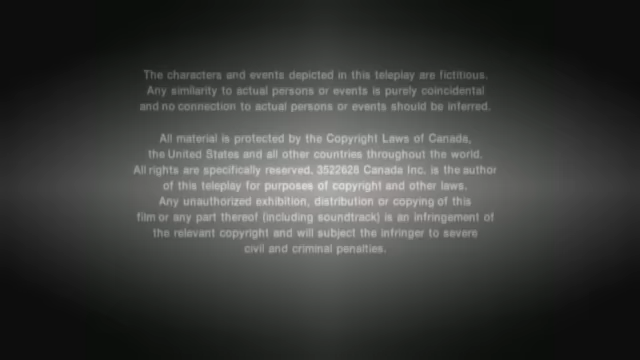 The characters and events depicted in this teleplay are fictitious.
Any similarity to actual persons or events is purely coincidental
and no connection to actual persons or events should be inferred.
All material is protected by the Copyright Laws of Canada,
the United States and all other countries throughout the world.
All rights are specifically reserved. 3522628 Canada Inc. is the author
of this teleplay for purposes of copyright and other laws.
Any unauthorized exhibition, distribution or copying of this
film or any part thereof (including soundtrack) is an infringement of
the relevant copyright and will subject the infringer to severe
civil and criminal penalties.